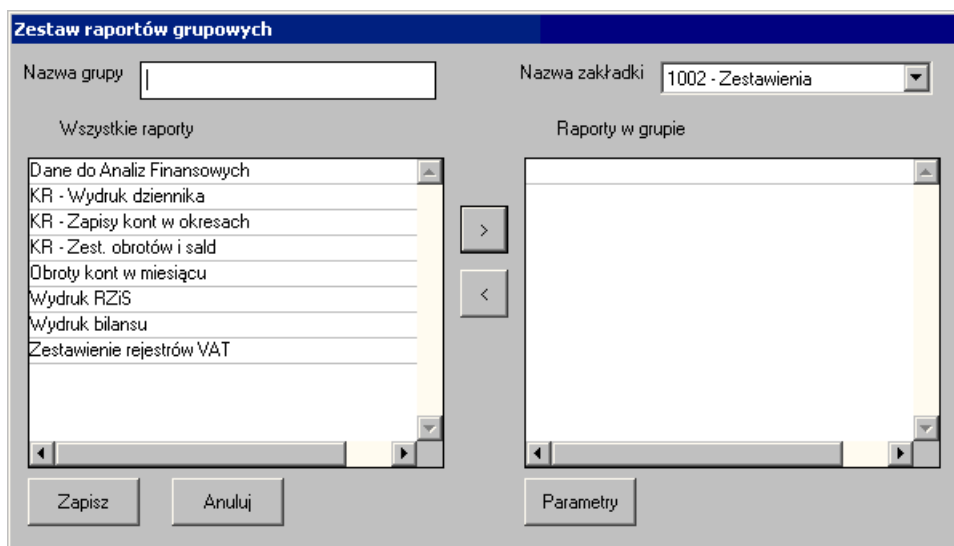 Zestaw raportów grupowych
Nazwa grupy
Nazwa zakładki 1002 - Zestawienia
Wszystkie raporty
Raporty w grupie
Dane do Analiz Finansowych
KR - Wydruk dziennika
KR - Zapisy kont w okresach
KR - Zest. obrotów i sald
Obroty kont w miesiącu
Wydruk RZiS
Wydruk bilansu
Zestawienie rejestrów VAT
>
<
Zapisz
Anuluj
Parametry